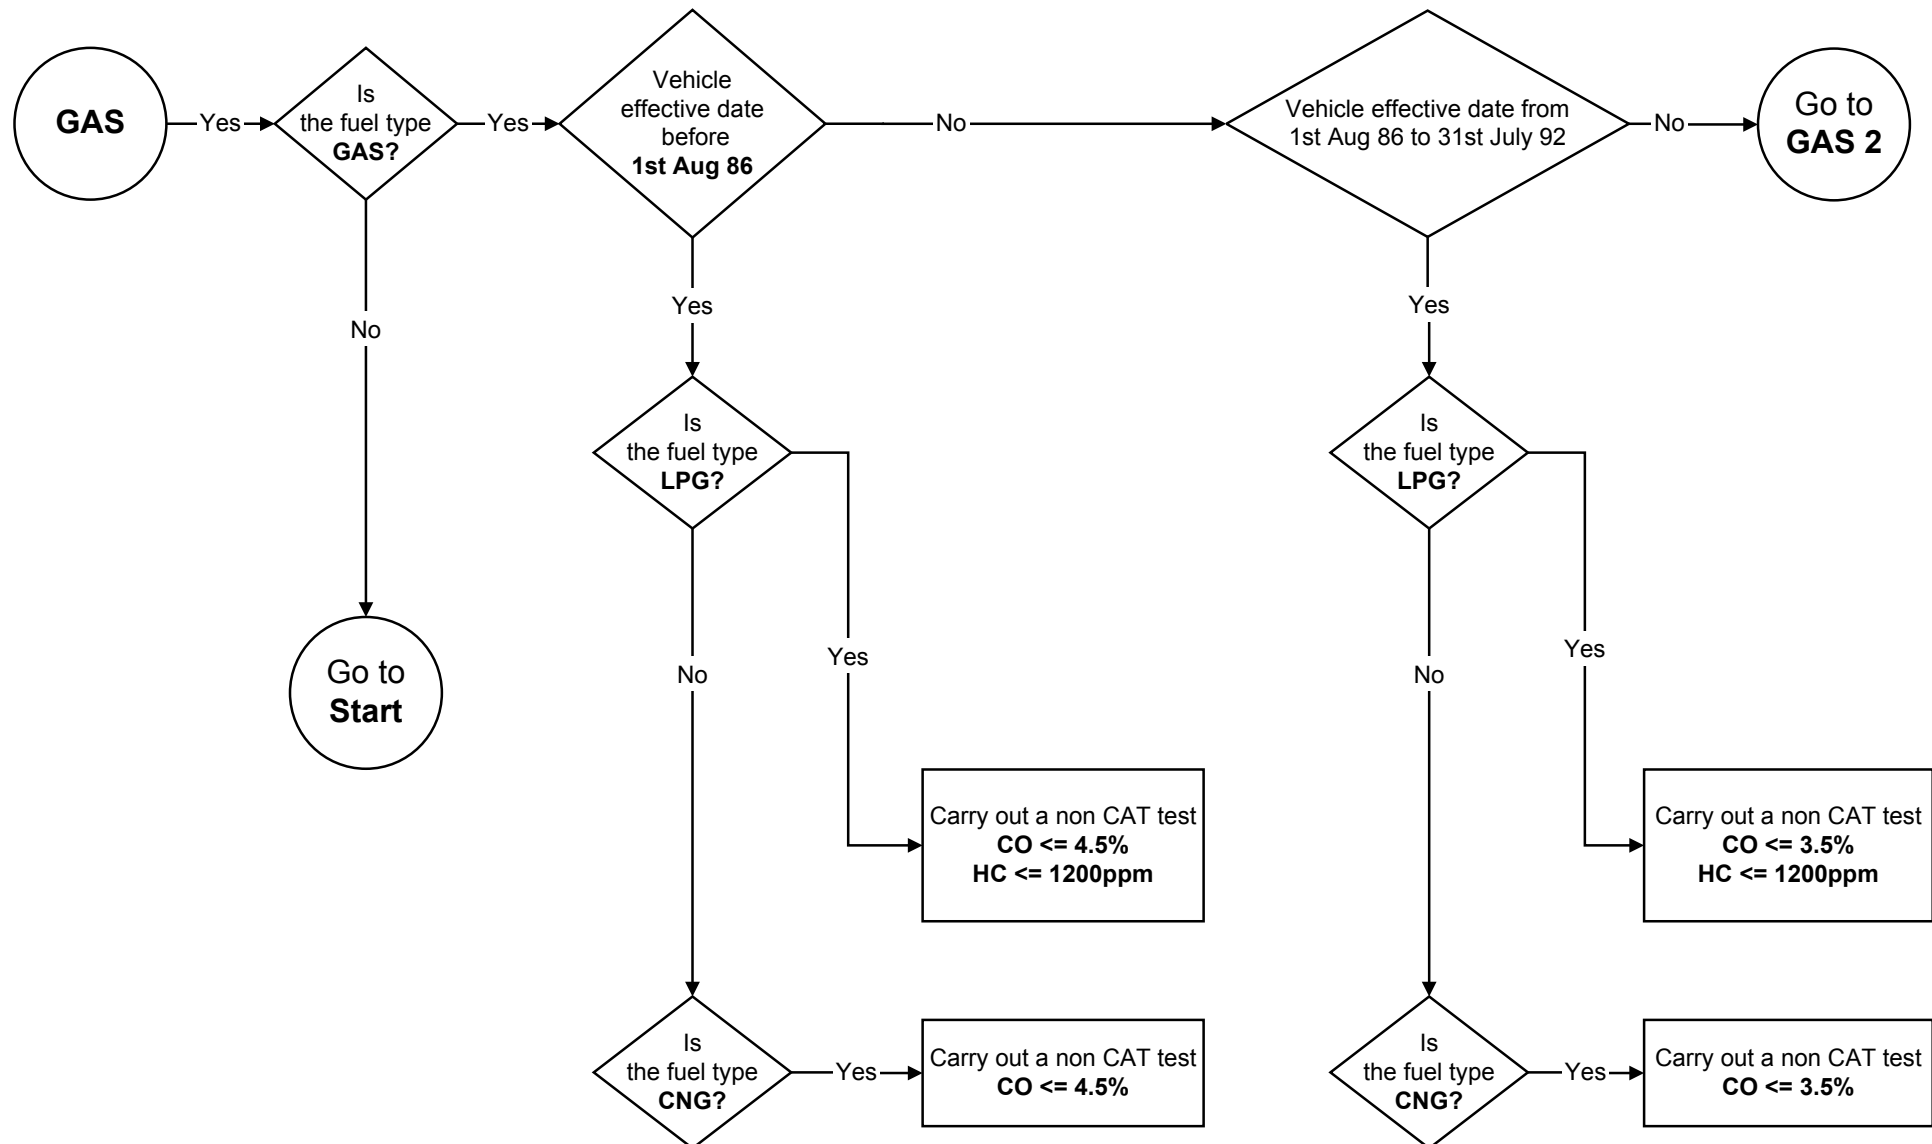 GAS
Yes
Is
the fuel type
GAS?
Yes
Vehicle
effective date
before
1st Aug 86
No
Vehicle effective date from
1st Aug 86 to 31st July 92
No
Go to
GAS 2
No
Go to
Start
Yes
Is
the fuel type
LPG?
Yes
Carry out a non CAT test
CO <= 4.5%
HC <= 1200ppm
No
Is
the fuel type
CNG?
Yes
Carry out a non CAT test
CO <= 4.5%
Yes
Is
the fuel type
LPG?
Yes
Carry out a non CAT test
CO <= 3.5%
HC <= 1200ppm
No
Is
the fuel type
CNG?
Yes
Carry out a non CAT test
CO <= 3.5%